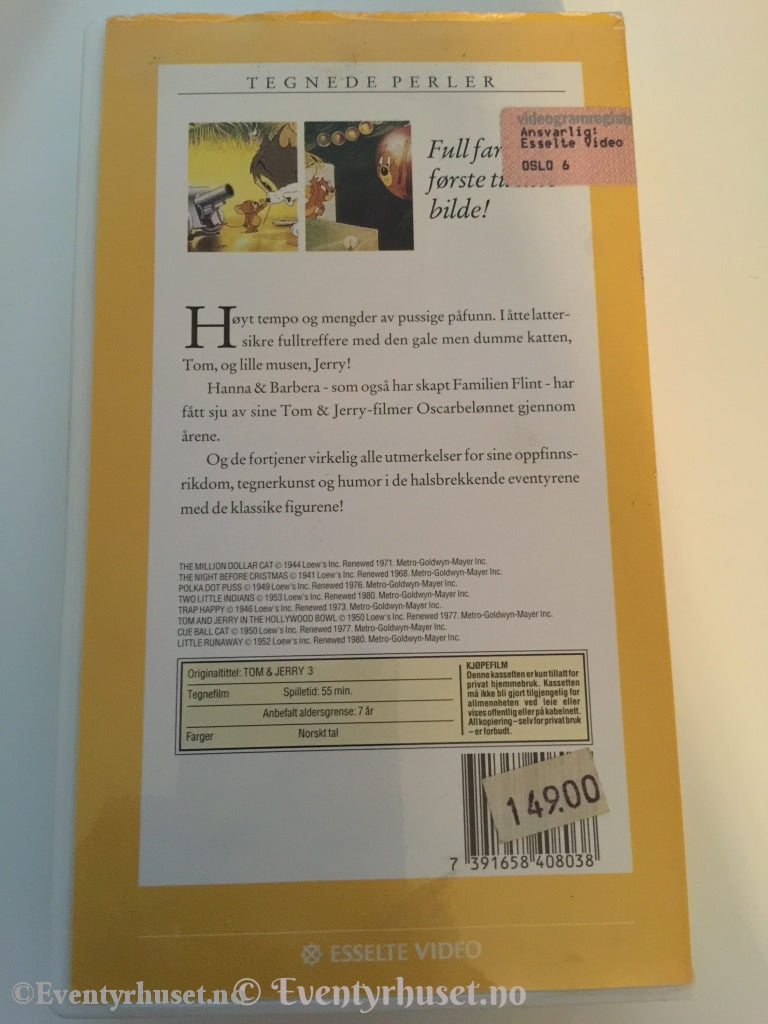 TEGNEDE PERLER
videogramregist
Ansvarlig:
Esselte Video
OSLO 6
Full
første
bilde!
Høyt tempo og mengder av pussige påfunn. I åtte latter-
sikre fulltreffere med den gale men dumme katten,
Tom, og lille musen, Jerry!
Hanna & Barbera - som også har skapt Familien Flint - har
fått sju av sine Tom & Jerry-filmer Oscarbelønnet gjennom
årene.
Og de fortjener virkelig alle utmerkelser for sine oppfinns-
rikdom, tegnerkunst og humor i de halsbrekkende eventyrene
med de klassike figurene!
THE MILLION DOLLAR CAT © 1944 Loew's Inc. Renewed 1971. Metro-Goldwyn-Mayer Inc.
THE NIGHT BEFORE CRISTMAS © 1941 Loew's Inc. Renewed 1968. Metro-Goldwyn-Mayer Inc.
POLKA DOT PUSS © 1949 Loew's Inc. Renewed 1976. Metro-Goldwyn-Mayer Inc.
TWO LITTLE INDIANS © 1953 Loew's Inc. Renewed 1980. Metro-Goldwyn-Mayer Inc.
TRAP HAPPY © 1946 Loew's Inc. Renewed 1973. Metro-Goldwyn-Mayer Inc.
TOM AND JERRY IN THE HOLLYWOOD BOWL © 1950 Loew's Inc. Renewed 1977. Metro-Goldwyn-Mayer Inc.
CUE BALL CAT © 1950 Loew's Inc. Renewed 1977. Metro-Goldwyn-Mayer Inc.
LITTLE RUNAWAY © 1952 Loew's Inc. Renewed 1980. Metro-Goldwyn-Mayer Inc.
Originaltittel: TOM & JERRY 3
Tegnefilm Spilletid: 55 min.
Anbefalt aldersgrense: 7 år
Farger Norsk tal
KJØPEFILM
Denne kassetten er kun tillatt for
privat hjemmebruk. Kassetten
må ikke bli gjort tilgjengelig for
allmennheten ved leie eller
vises offentlig eller på kabelnett.
All kopiering – selv for privat bruk
– er forbudt.
149.00
7 391658 408038
ESSELTE VIDEO
©Eventyrhuset.no
© Eventyrhuset.no